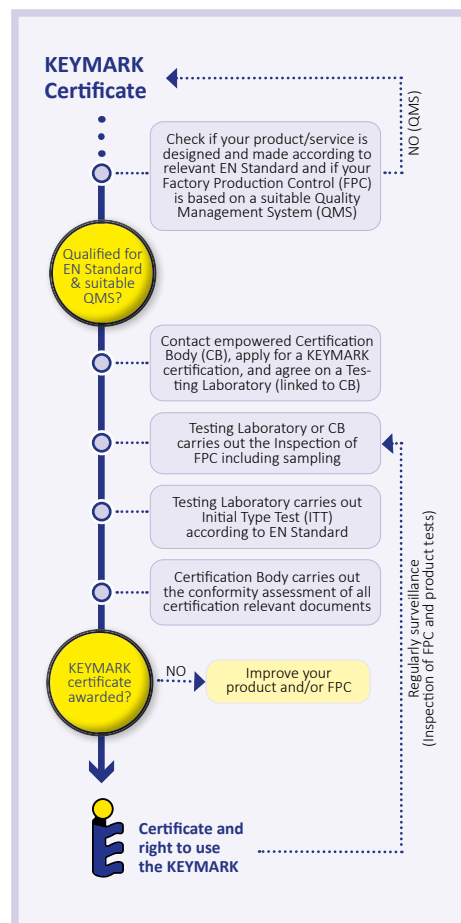 KEYMARK
Certificate
NO (QMS)
Check if your product/service is
designed and made according to
relevant EN Standard and if your
Factory Production Control (FPC)
is based on a suitable Quality
Management System (QMS)
Qualified for
EN Standard
& suitable
QMS?
Contact empowered Certification
Body (CB), apply for a KEYMARK
certification, and agree on a Tes-
ting Laboratory (linked to CB)
Testing Laboratory or CB
carries out the Inspection of
FPC including sampling
Testing Laboratory carries out
Initial Type Test (ITT)
according to EN Standard
Certification Body carries out
the conformity assessment of all
certification relevant documents
Regularly surveillance
(Inspection of FPC and product tests)
KEYMARK
certificate
awarded?
NO
Improve your
product and/or FPC
Certificate and
right to use
the KEYMARK